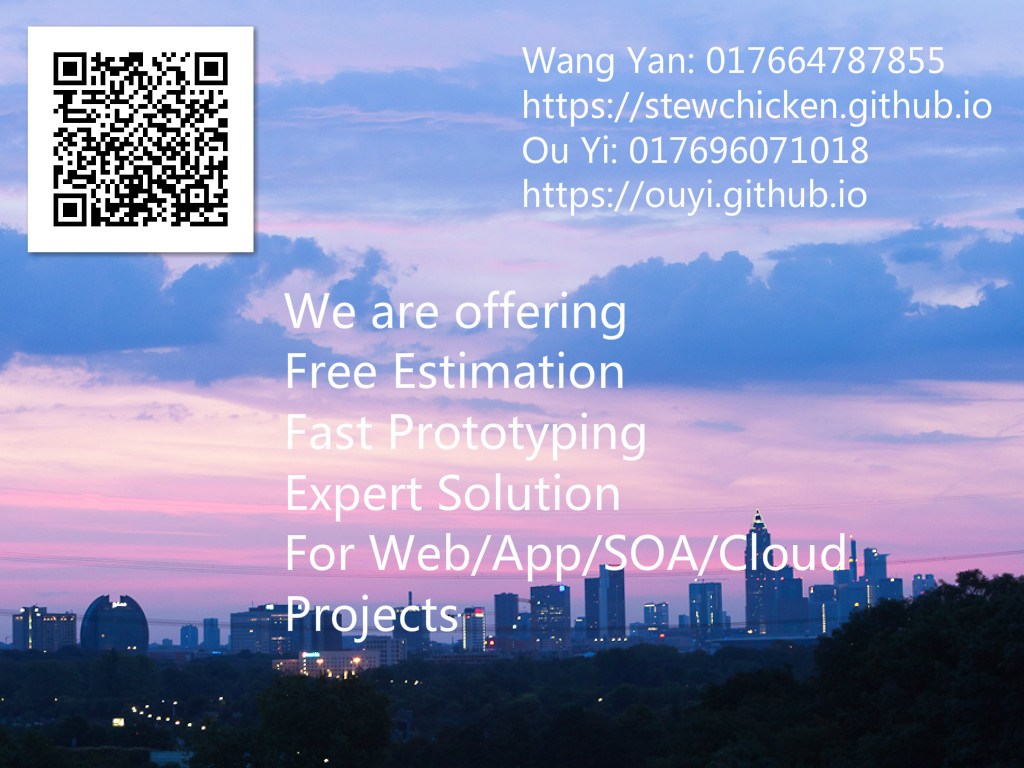 Wang Yan: 017664787855
https://stewchicken.github.io
Ou Yi: 017696071018
https://ouyi.github.io
We are offering
Free Estimation
Fast Prototyping
Expert Solution
For Web/App/SOA/Cloud
Projects